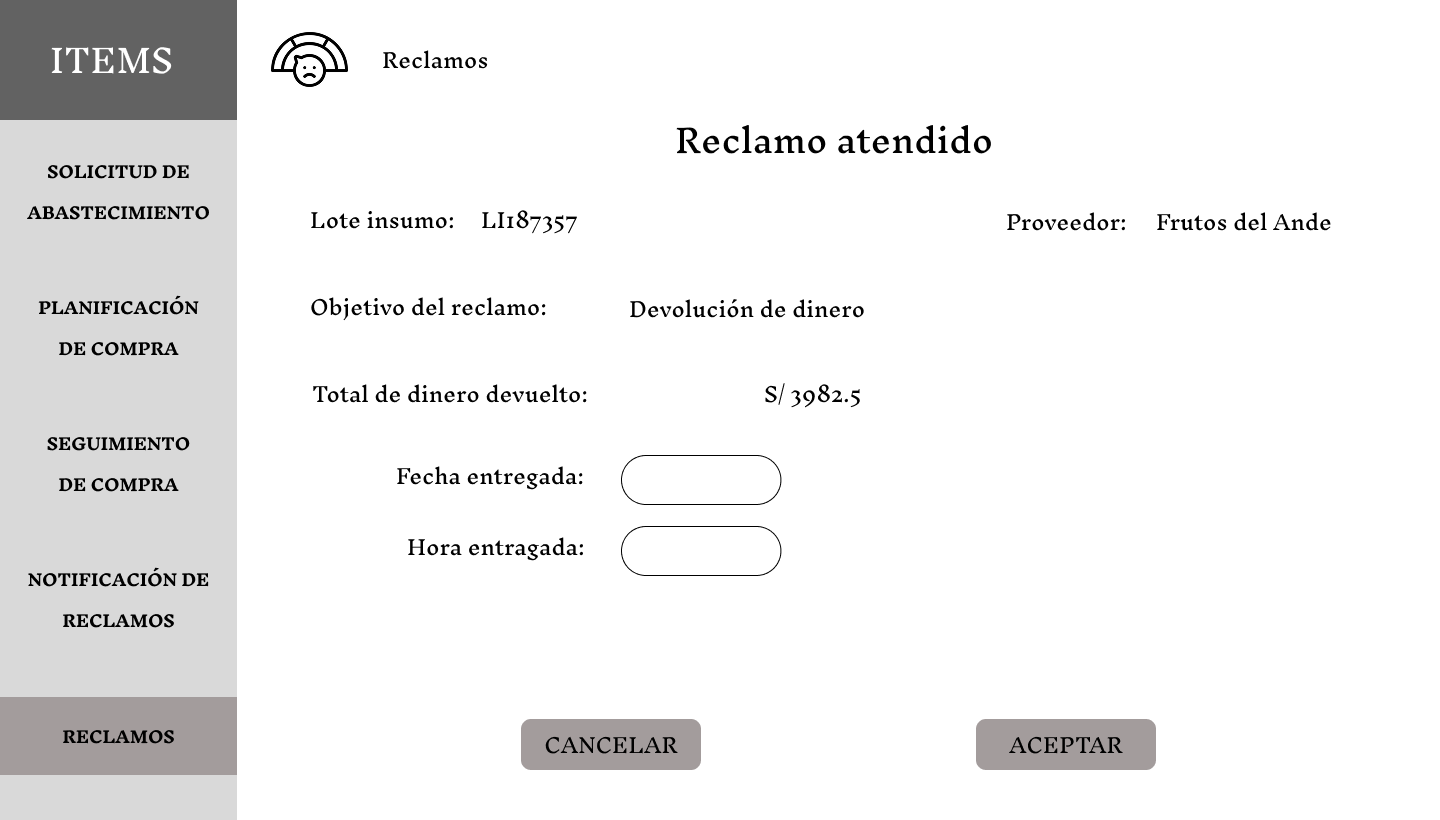 ITEMS
SOLICITUD DE
ABASTECIMIENTO
PLANIFICACIÓN
DE COMPRA
SEGUIMIENTO
DE COMPRA
NOTIFICACIÓN DE
RECLAMOS
RECLAMOS
Reclamos
Reclamo atendido
Lote insumo: LI187357 Proveedor: Frutos del Ande
Objetivo del reclamo: Devolución de dinero
Total de dinero devuelto: S/ 3982.5
Fecha entregada:
Hora entragada:
CANCELAR ACEPTAR